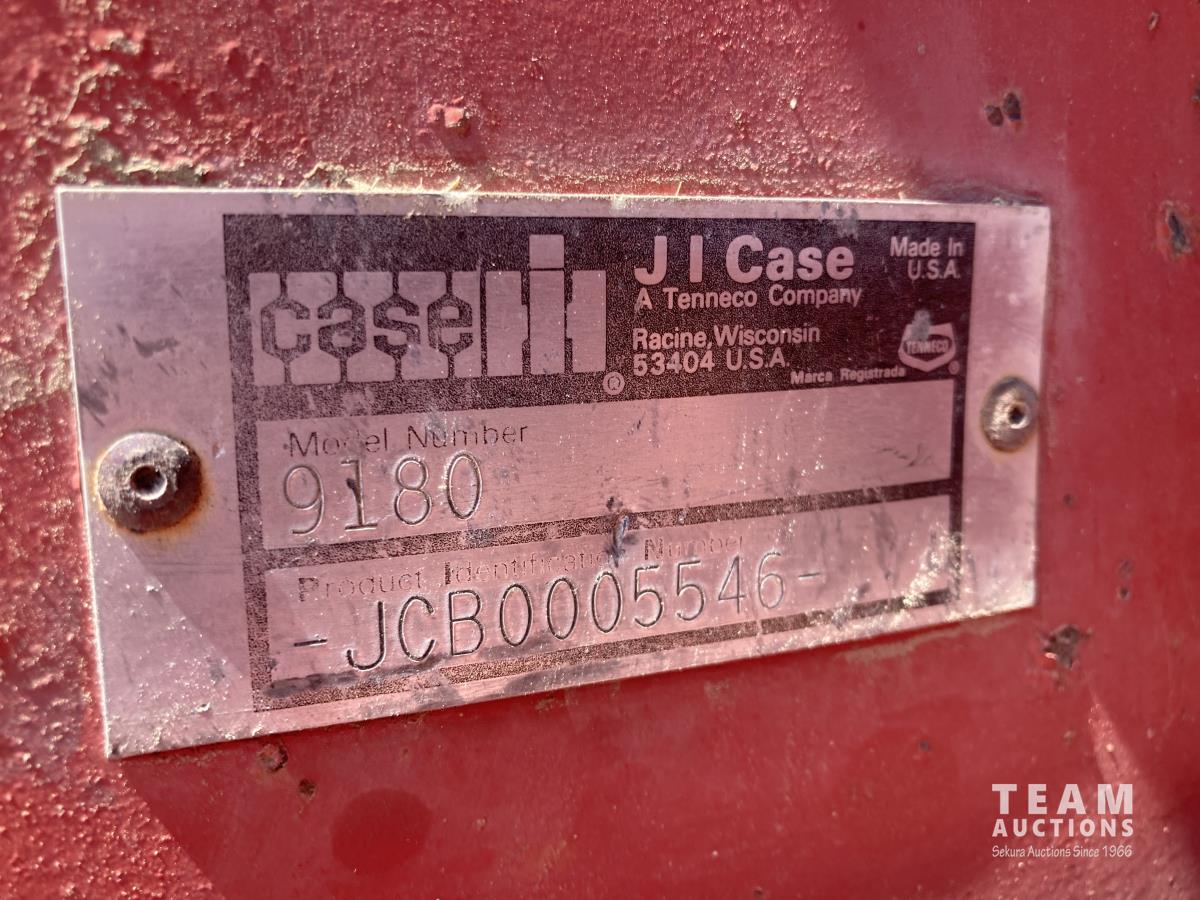 case ih ®
J I Case
A Tenneco Company
Racine, Wisconsin
53404 U.S.A.
Made In
U.S.A.
TENNECO ®
Marca Registrada
Model Number
9180
Product Identification Number
-JCB0005546-
TEAM
AUCTIONS
Sekura Auctions Since 1966